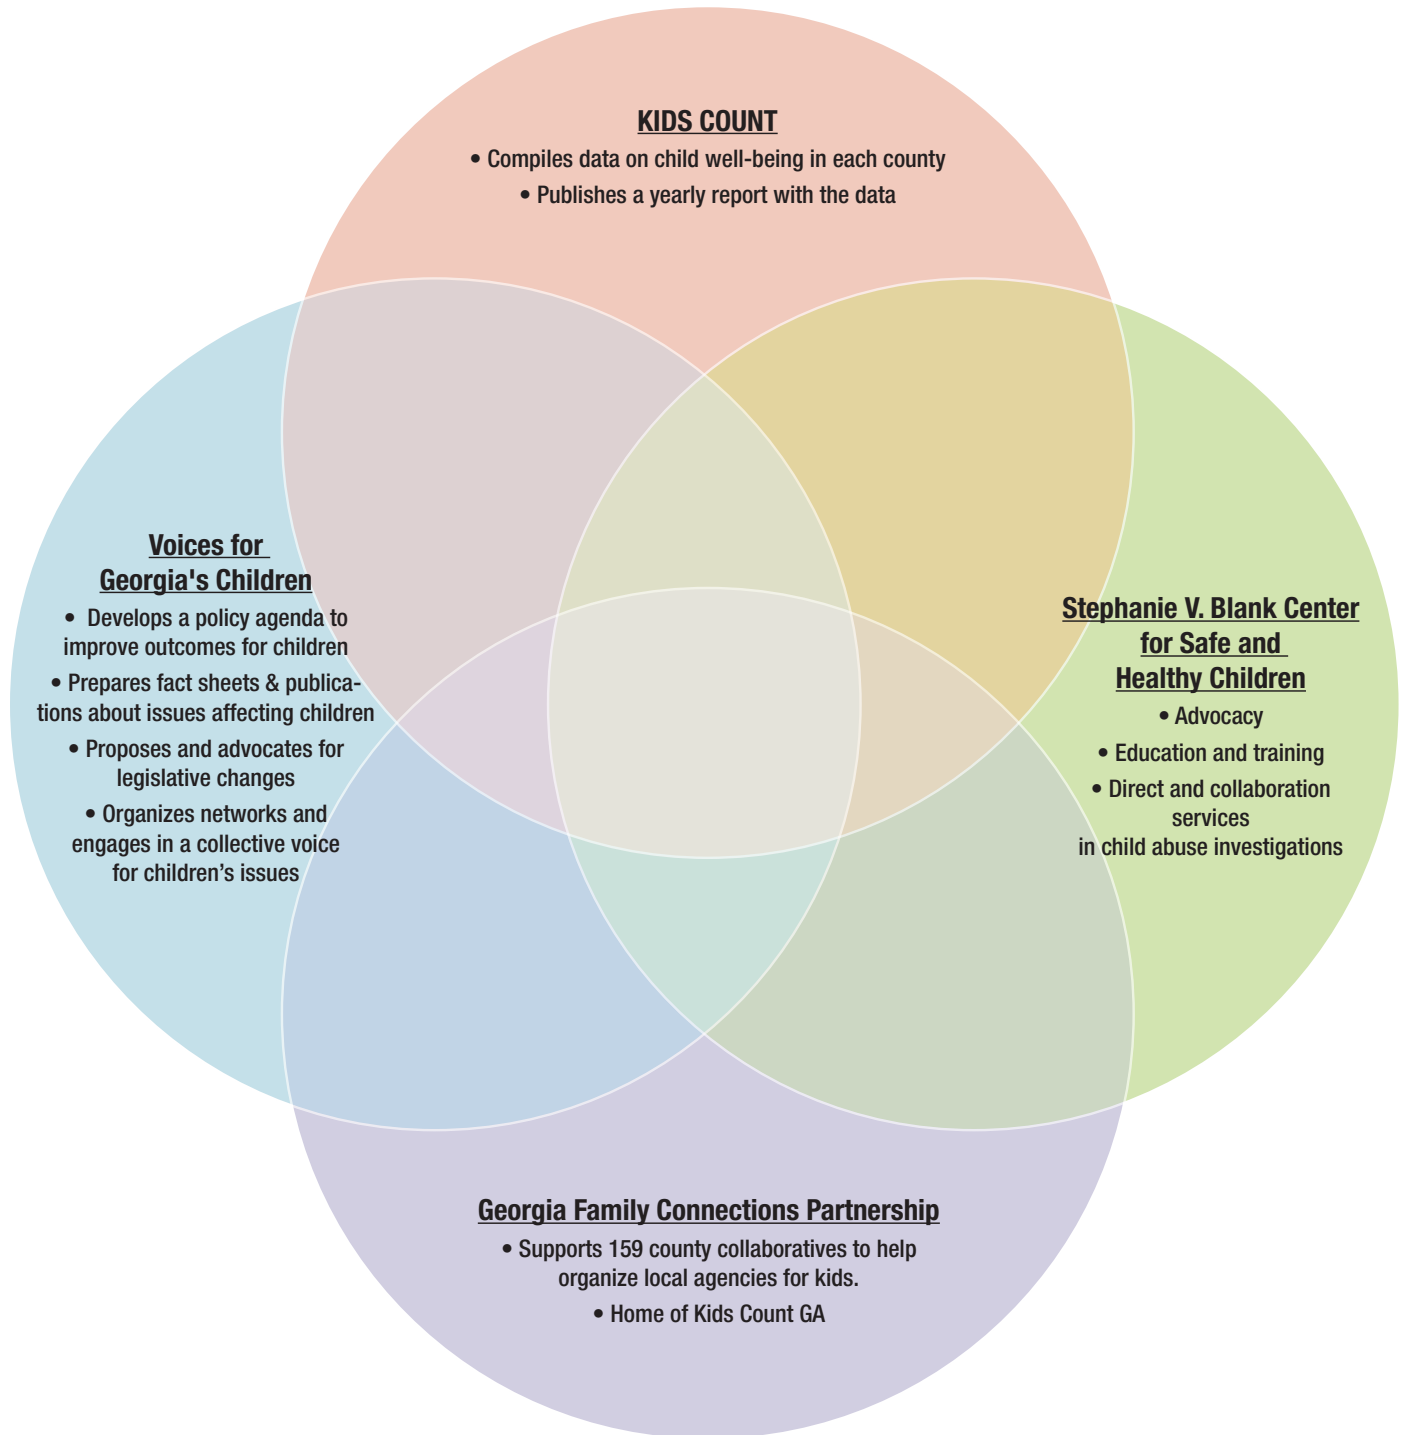 KIDS COUNT
• Compiles data on child well-being in each county
• Publishes a yearly report with the data
Voices for
Georgia's Children
• Develops a policy agenda to
improve outcomes for children
• Prepares fact sheets & publica-
tions about issues affecting children
• Proposes and advocates for
legislative changes
• Organizes networks and
engages in a collective voice
for children’s issues
Stephanie V. Blank Center
for Safe and
Healthy Children
• Advocacy
• Education and training
• Direct and collaboration
services
in child abuse investigations
Georgia Family Connections Partnership
• Supports 159 county collaboratives to help
organize local agencies for kids.
• Home of Kids Count GA